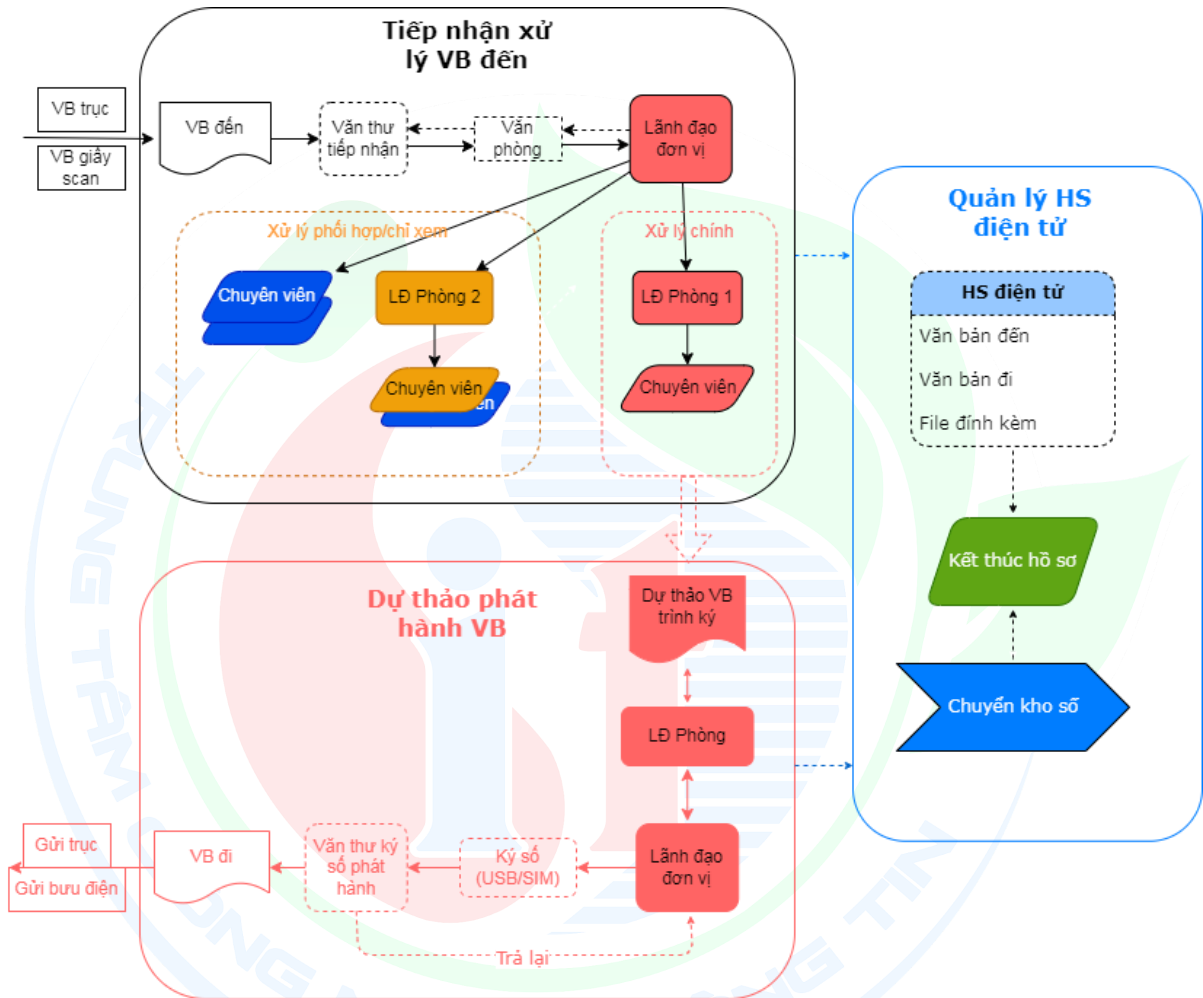 Tiếp nhận xử
lý VB đến
VB trục
VB giấy
scan
VB đến
Văn thư
tiếp nhận
Văn
phòng
Lãnh đạo
đơn vị
Xử lý phối hợp/chỉ xem
Chuyên viên
LĐ Phòng 2
Chuyên viên
Xử lý chính
LĐ Phòng 1
Chuyên viên
Quản lý HS
điện tử
HS điện tử
Văn bản đến
Văn bản đi
File đính kèm
Kết thúc hồ sơ
Chuyển kho số
Dự thảo phát
hành VB
Dự thảo VB
trình ký
LĐ Phòng
Lãnh đạo
đơn vị
Ký số
(USB/SIM)
Văn thư ký
số phát
hành
VB đi
Gửi trục
Gửi bưu điện
Trả lại
TRUNG TÂM CÔNG
TIN